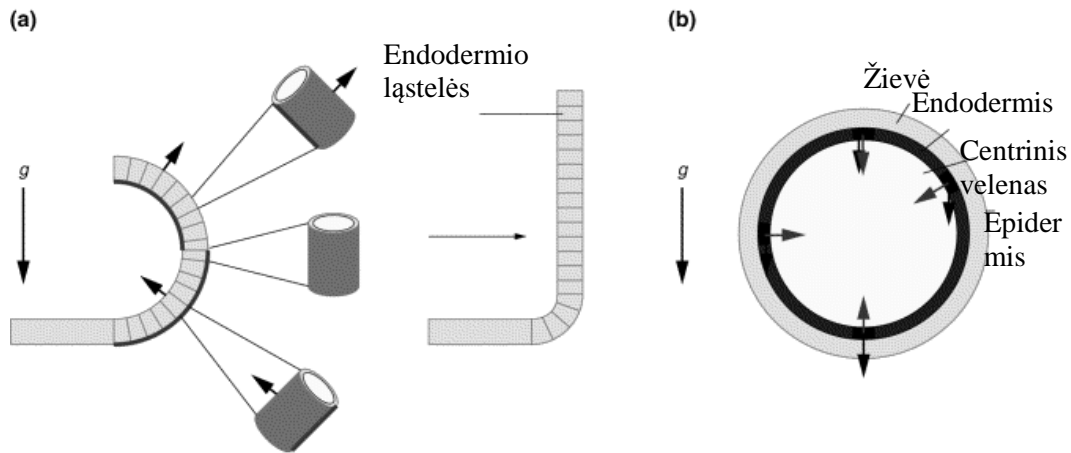 (a)
Endodermio
ląstelės
g
(b)
Žievė
Endodermis
Centrinis
velenas
Epider
mis
g